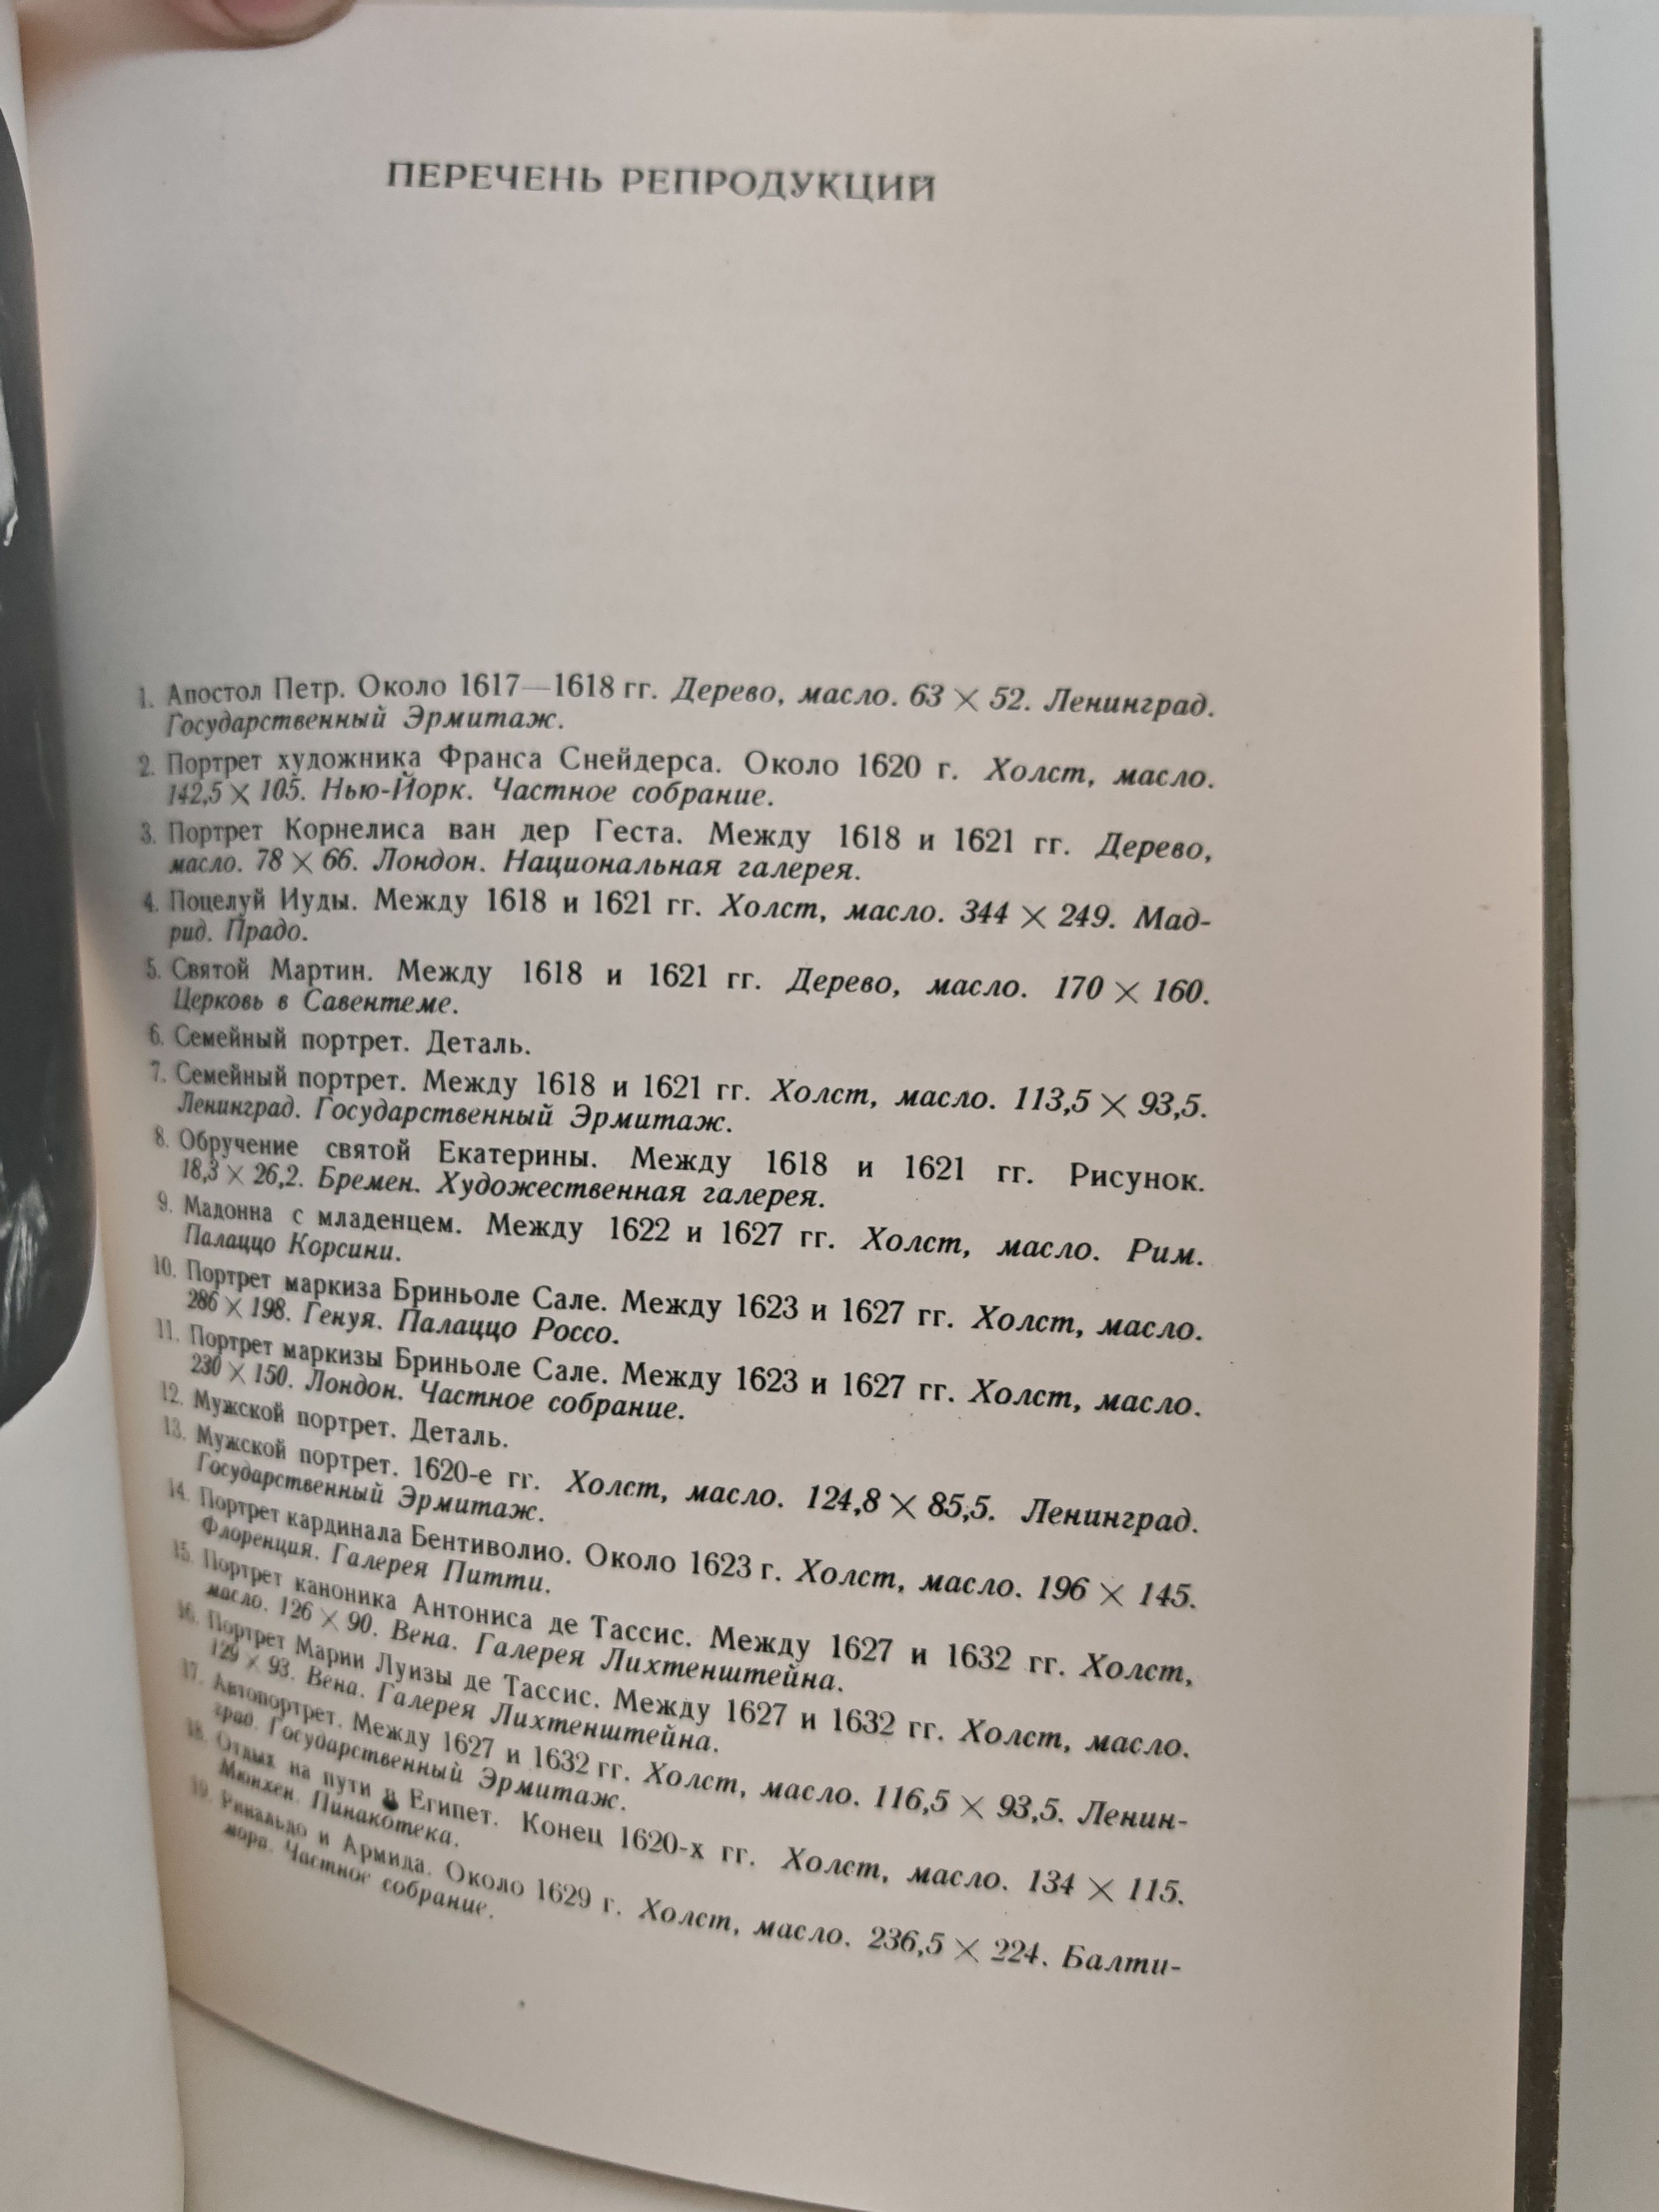 ПЕРЕЧЕНЬ РЕПРОДУКЦИЙ
1. Апостол Петр. Около 1617—1618 гг. Дерево, масло. 63 × 52. Ленинград.
Государственный Эрмитаж.
2. Портрет художника Франса Снейдерса. Около 1620 г. Холст, масло.
142,5 × 105. Нью-Йорк. Частное собрание.
3. Портрет Корнелиса ван дер Геста. Между 1618 и 1621 гг. Дерево,
масло. 78 × 66. Лондон. Национальная галерея.
4. Поцелуй Иуды. Между 1618 и 1621 гг. Холст, масло. 344 × 249. Мад-
рид. Прадо.
5. Святой Мартин. Между 1618 и 1621 гг. Дерево, масло. 170 × 160.
Церковь в Савентеме.
6. Семейный портрет. Деталь.
7. Семейный портрет. Между 1618 и 1621 гг. Холст, масло. 113,5 × 93,5.
Ленинград. Государственный Эрмитаж.
8. Обручение святой Екатерины. Между 1618 и 1621 гг. Рисунок.
18,3 × 26,2. Бремен. Художественная галерея.
9. Мадонна с младенцем. Между 1622 и 1627 гг. Холст, масло. Рим.
Палаццо Корсини.
10. Портрет маркиза Бриньоле Сале. Между 1623 и 1627 гг. Холст, масло.
286 × 198. Генуя. Палаццо Россо.
11. Портрет маркизы Бриньоле Сале. Между 1623 и 1627 гг. Холст, масло.
230 × 150. Лондон. Частное собрание.
12. Мужской портрет. Деталь.
13. Мужской портрет. 1620-е гг. Холст, масло. 124,8 × 85,5. Ленинград.
Государственный Эрмитаж.
14. Портрет кардинала Бентиволио. Около 1623 г. Холст, масло. 196 × 145.
Флоренция. Галерея Питти.
15. Портрет каноника Антониса де Тассис. Между 1627 и 1632 гг. Холст,
масло. 126 × 90. Вена. Галерея Лихтенштейна.
16. Портрет Марии Луизы де Тассис. Между 1627 и 1632 гг. Холст, масло.
129 × 93. Вена. Галерея Лихтенштейна.
17. Автопортрет. Между 1627 и 1632 гг. Холст, масло. 116,5 × 93,5. Ленин-
град. Государственный Эрмитаж.
18. Отдых на пути в Египет. Конец 1620-х гг. Холст, масло. 134 × 115.
Мюнхен. Пинакотека.
19. Ринальдо и Армида. Около 1629 г. Холст, масло. 236,5 × 224. Балти-
мора. Частное собрание.